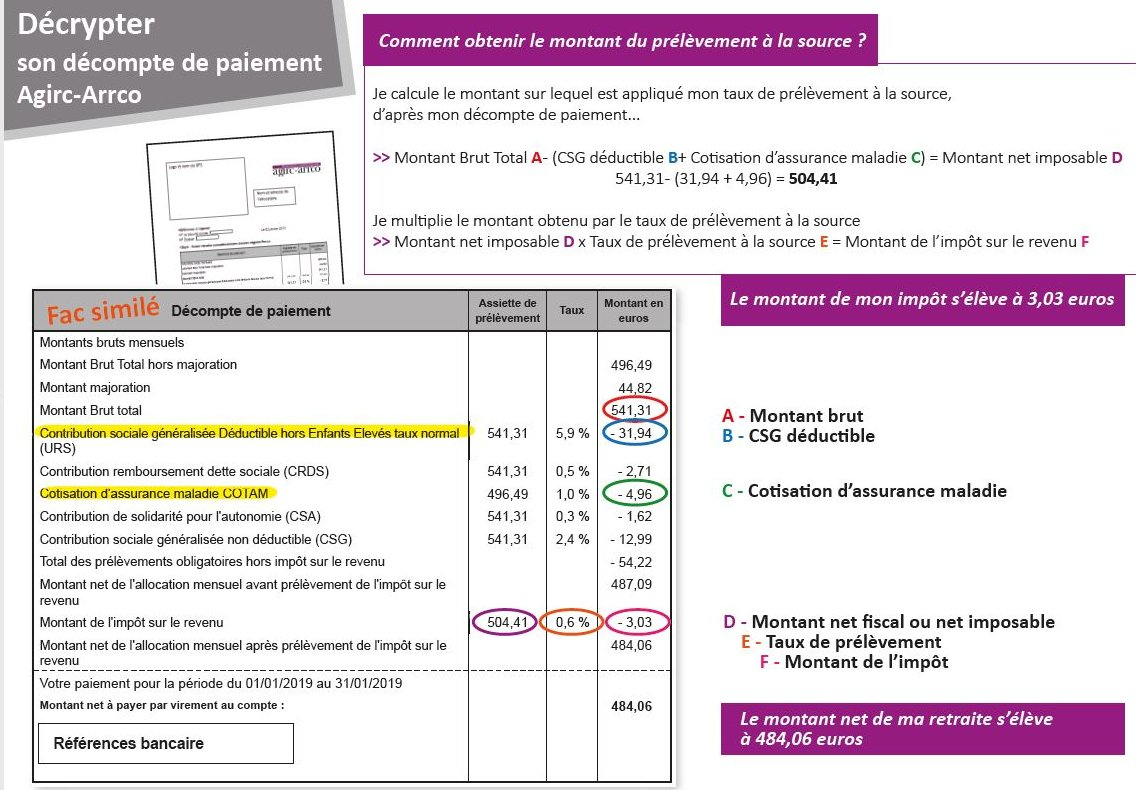 Décrypter
son décompte de paiement
Agirc-Arrco
Comment obtenir le montant du prélèvement à la source ?
Je calcule le montant sur lequel est appliqué mon taux de prélèvement à la source,
d’après mon décompte de paiement...
>> Montant Brut Total A- (CSG déductible B+ Cotisation d’assurance maladie C) = Montant net imposable D
541,31- (31,94 + 4,96) = 504,41
Je multiplie le montant obtenu par le taux de prélèvement à la source
>> Montant net imposable D x Taux de prélèvement à la source E = Montant de l’impôt sur le revenu F
agirc-arrco
Le montant de mon impôt s’élève à 3,03 euros
Fac similé Décompte de paiement Assiette de prélèvement Taux Montant en euros
Montants bruts mensuels
Montant Brut Total hors majoration 496,49
Montant majoration 44,82
Montant Brut total 541,31
Contribution sociale généralisée Déductible hors Enfants Elevés taux normal 541,31 5,9 % - 31,94
(URS)
Contribution remboursement dette sociale (CRDS) 541,31 0,5 % - 2,71
Cotisation d'assurance maladie COTAM 496,49 1,0 % - 4,96
Contribution de solidarité pour l'autonomie (CSA) 541,31 0,3 % - 1,62
Contribution sociale généralisée non déductible (CSG) 541,31 2,4 % - 12,99
Total des prélèvements obligatoires hors impôt sur le revenu - 54,22
Montant net de l'allocation mensuel avant prélèvement de l'impôt sur le 487,09
revenu
Montant de l'impôt sur le revenu 504,41 0,6 % - 3,03
Montant net de l'allocation mensuel après prélèvement de l'impôt sur le 484,06
revenu
Votre paiement pour la période du 01/01/2019 au 31/01/2019
Montant net à payer par virement au compte : 484,06
Références bancaire
A - Montant brut
B - CSG déductible
C - Cotisation d’assurance maladie
D - Montant net fiscal ou net imposable
E - Taux de prélèvement
F - Montant de l’impôt
Le montant net de ma retraite s’élève
à 484,06 euros